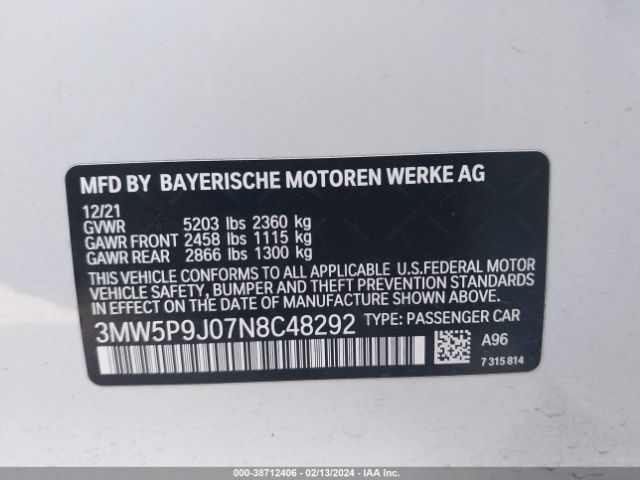 MFD BY BAYERISCHE MOTOREN WERKE AG
12/21
GVWR 5203 lbs 2360 kg
GAWR FRONT 2458 lbs 1115 kg
GAWR REAR 2866 lbs 1300 kg
THIS VEHICLE CONFORMS TO ALL APPLICABLE U.S.FEDERAL MOTOR
VEHICLE SAFETY, BUMPER AND THEFT PREVENTION STANDARDS IN
EFFECT ON THE DATE OF MANUFACTURE SHOWN ABOVE.
3MW5P9J07N8C48292 TYPE: PASSENGER CAR
A96
7 315 814
000-38712406 - 02/13/2024 - IAAI.COM